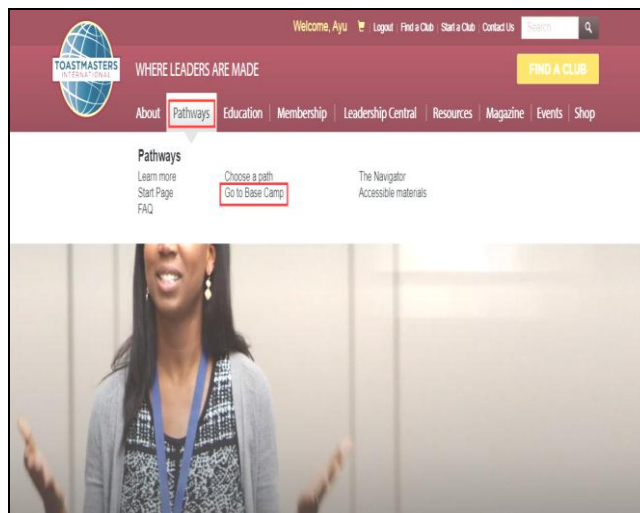 Welcome, Ayu | Logout | Find a Club | Start a Club | Contact Us Search
TOASTMASTERS
INTERNATIONAL
WHERE LEADERS ARE MADE
FIND A CLUB
About Pathways Education | Membership | Leadership Central | Resources | Magazine | Events | Shop
Pathways
Learn more Choose a path The Navigator
Start Page Go to Base Camp Accessible materials
FAQ